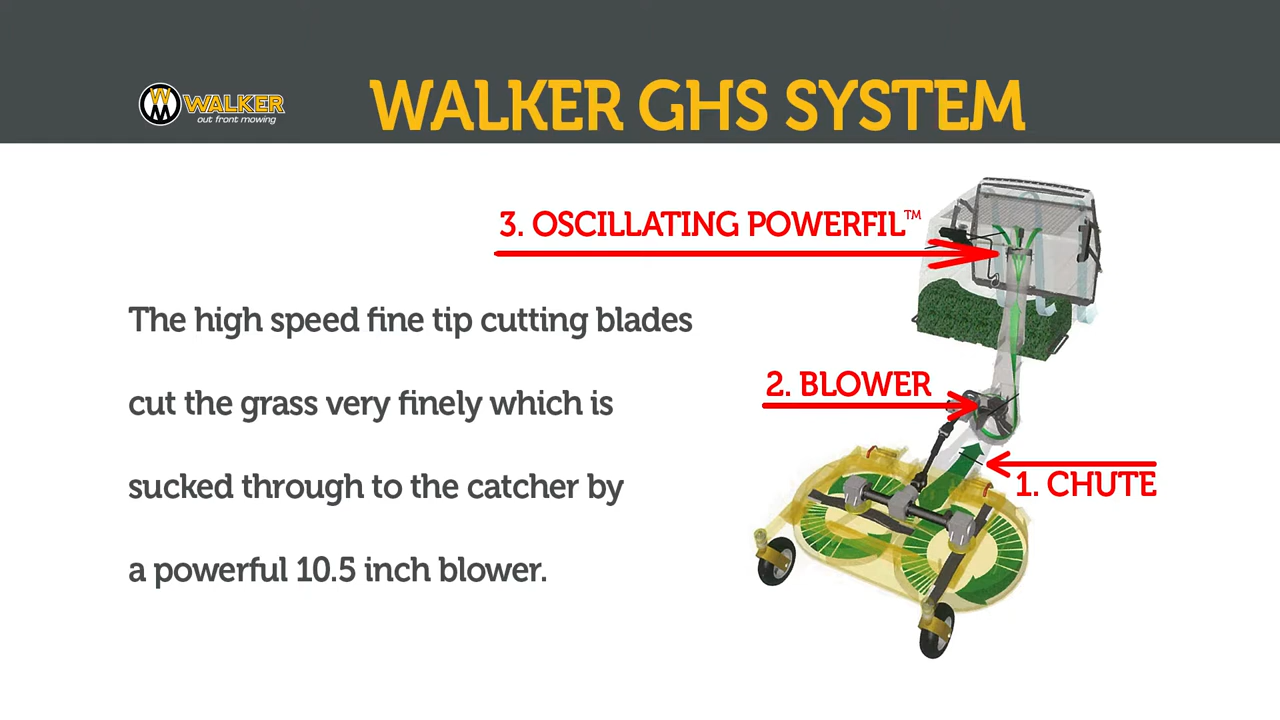 WALKER
out front mowing
WALKER GHS SYSTEM
3. OSCILLATING POWERFIL™
The high speed fine tip cutting blades
cut the grass very finely which is
sucked through to the catcher by
a powerful 10.5 inch blower.
2. BLOWER
1. CHUTE